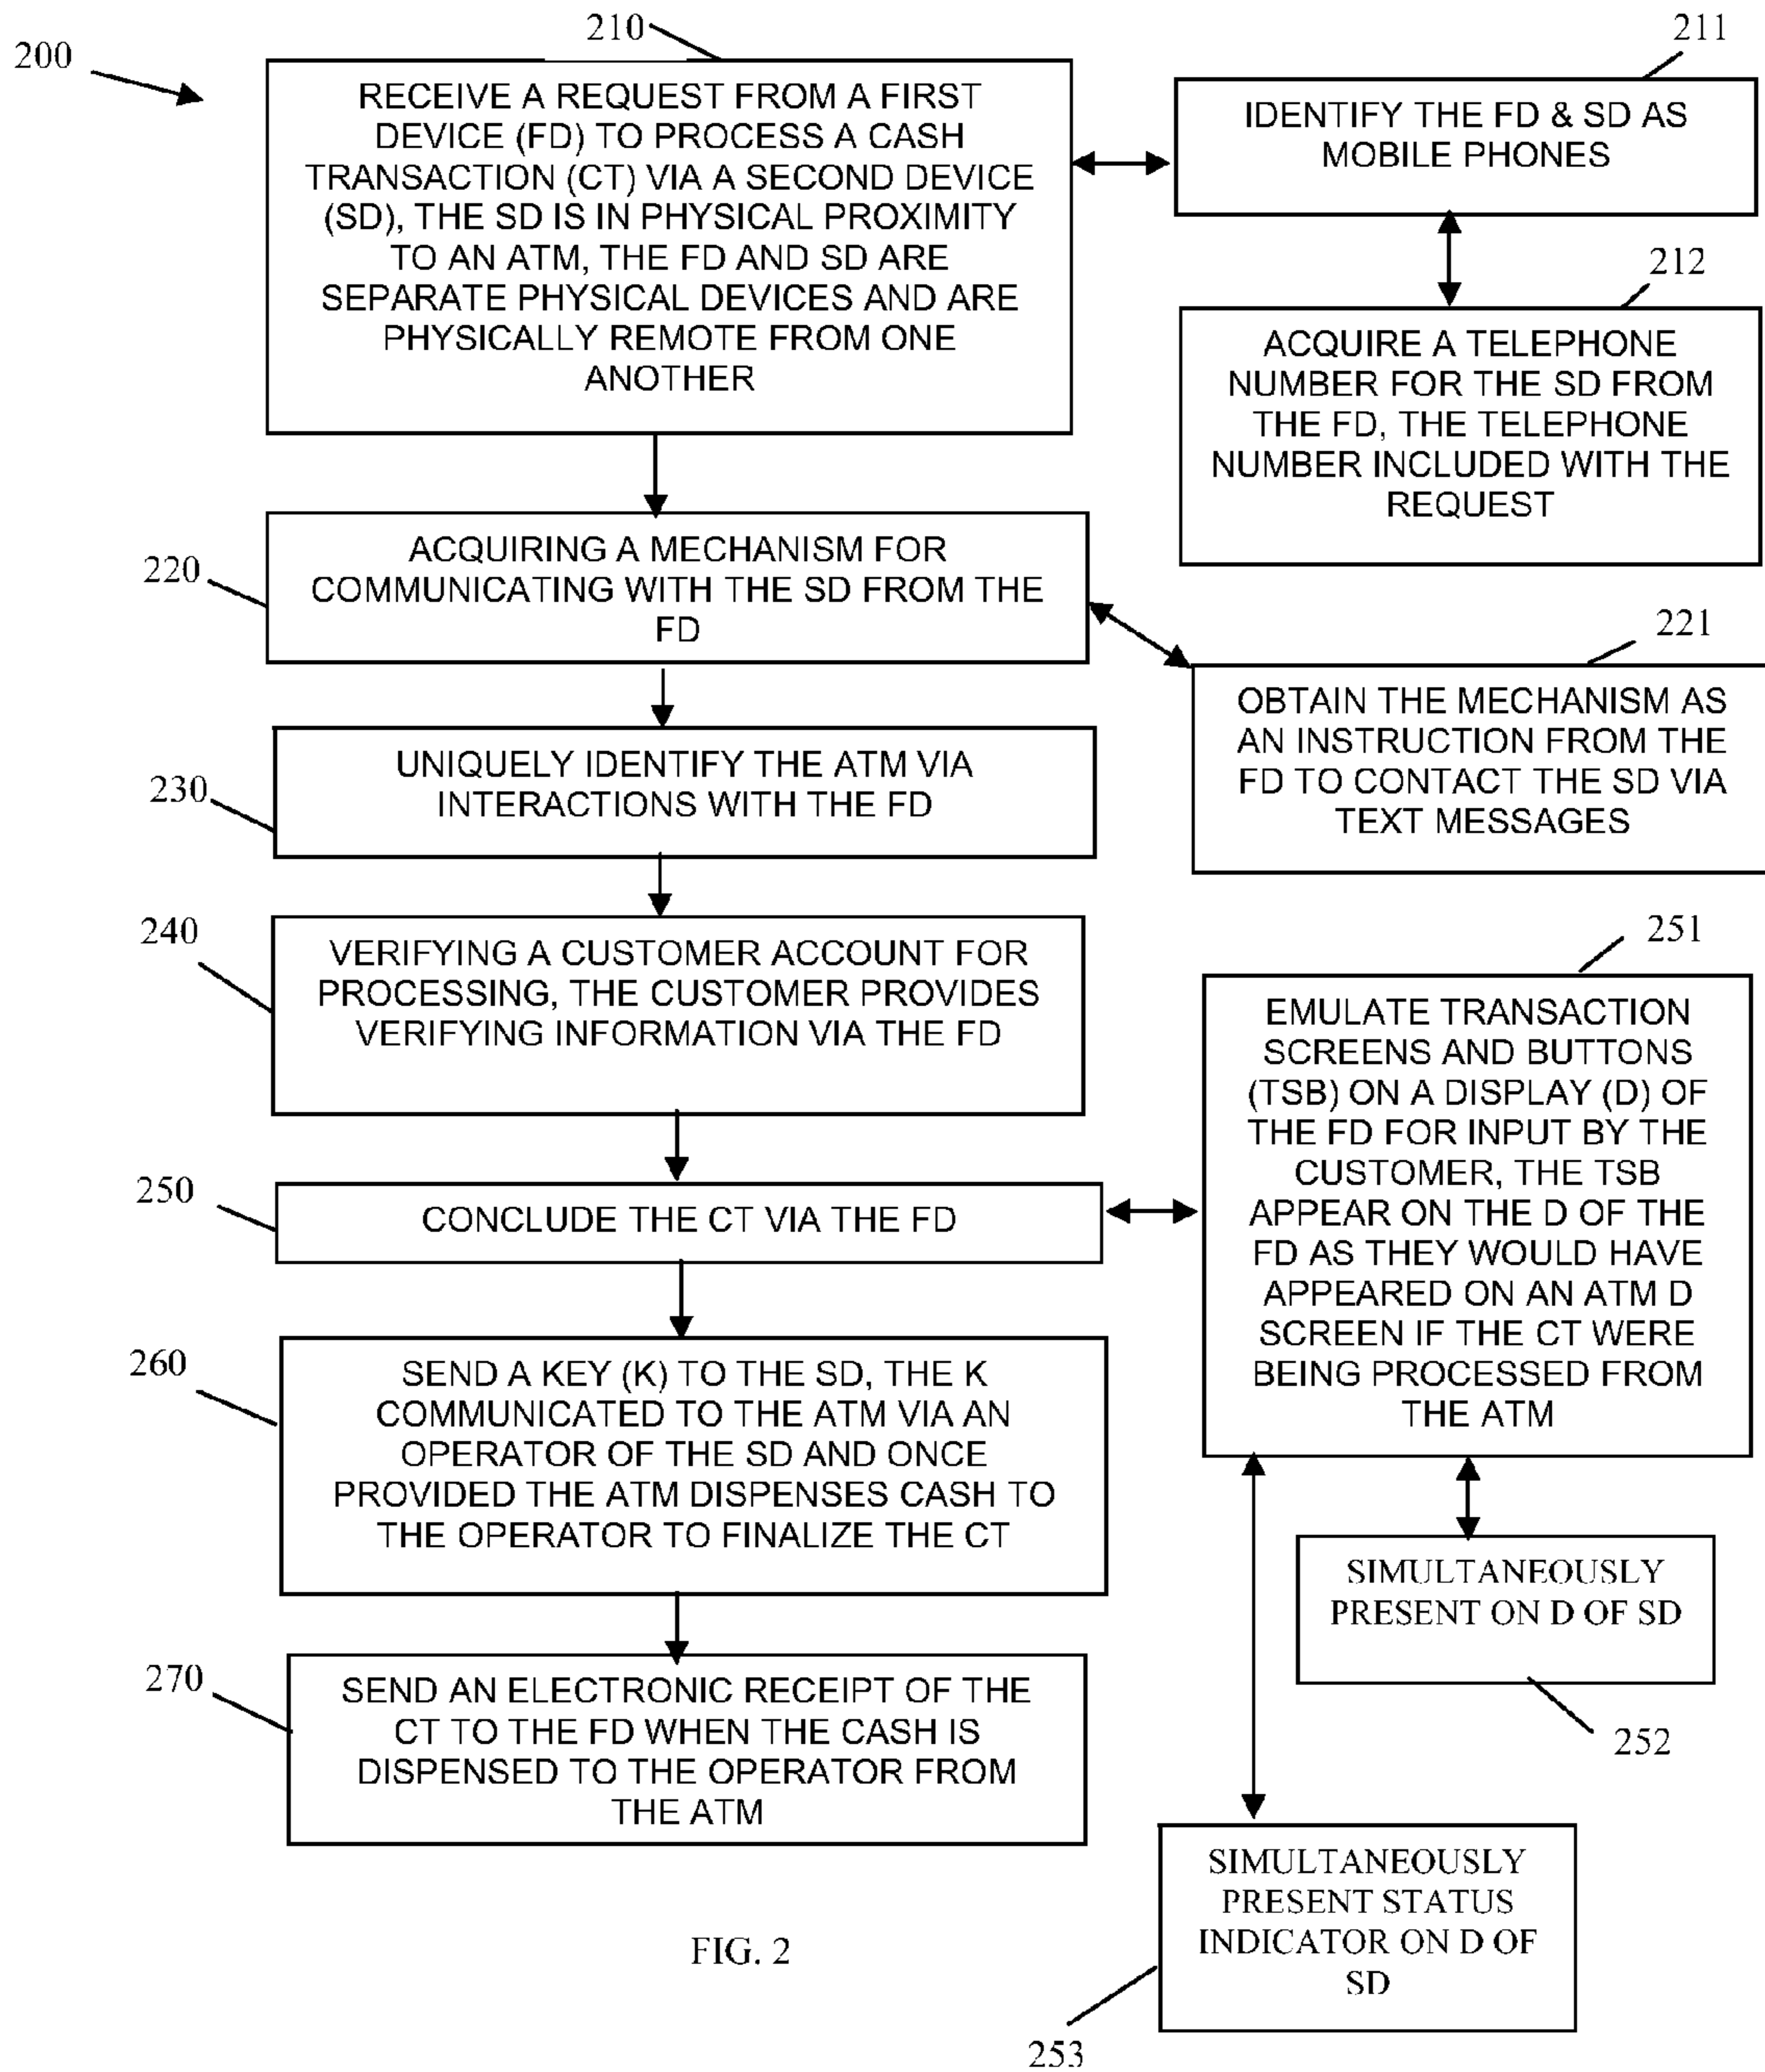 200
210
RECEIVE A REQUEST FROM A FIRST
DEVICE (FD) TO PROCESS A CASH
TRANSACTION (CT) VIA A SECOND DEVICE
(SD), THE SD IS IN PHYSICAL PROXIMITY
TO AN ATM, THE FD AND SD ARE
SEPARATE PHYSICAL DEVICES AND ARE
PHYSICALLY REMOTE FROM ONE
ANOTHER
211
IDENTIFY THE FD & SD AS
MOBILE PHONES
212
ACQUIRE A TELEPHONE
NUMBER FOR THE SD FROM
THE FD, THE TELEPHONE
NUMBER INCLUDED WITH THE
REQUEST
220
ACQUIRING A MECHANISM FOR
COMMUNICATING WITH THE SD FROM THE
FD
221
OBTAIN THE MECHANISM AS
AN INSTRUCTION FROM THE
FD TO CONTACT THE SD VIA
TEXT MESSAGES
230
UNIQUELY IDENTIFY THE ATM VIA
INTERACTIONS WITH THE FD
240
VERIFYING A CUSTOMER ACCOUNT FOR
PROCESSING, THE CUSTOMER PROVIDES
VERIFYING INFORMATION VIA THE FD
250
CONCLUDE THE CT VIA THE FD
251
EMULATE TRANSACTION
SCREENS AND BUTTONS
(TSB) ON A DISPLAY (D) OF
THE FD FOR INPUT BY THE
CUSTOMER, THE TSB
APPEAR ON THE D OF THE
FD AS THEY WOULD HAVE
APPEARED ON AN ATM D
SCREEN IF THE CT WERE
BEING PROCESSED FROM
THE ATM
260
SEND A KEY (K) TO THE SD, THE K
COMMUNICATED TO THE ATM VIA AN
OPERATOR OF THE SD AND ONCE
PROVIDED THE ATM DISPENSES CASH TO
THE OPERATOR TO FINALIZE THE CT
SIMULTANEOUSLY
PRESENT ON D OF SD
252
270
SEND AN ELECTRONIC RECEIPT OF THE
CT TO THE FD WHEN THE CASH IS
DISPENSED TO THE OPERATOR FROM
THE ATM
SIMULTANEOUSLY
PRESENT STATUS
INDICATOR ON D OF
SD
253
FIG. 2